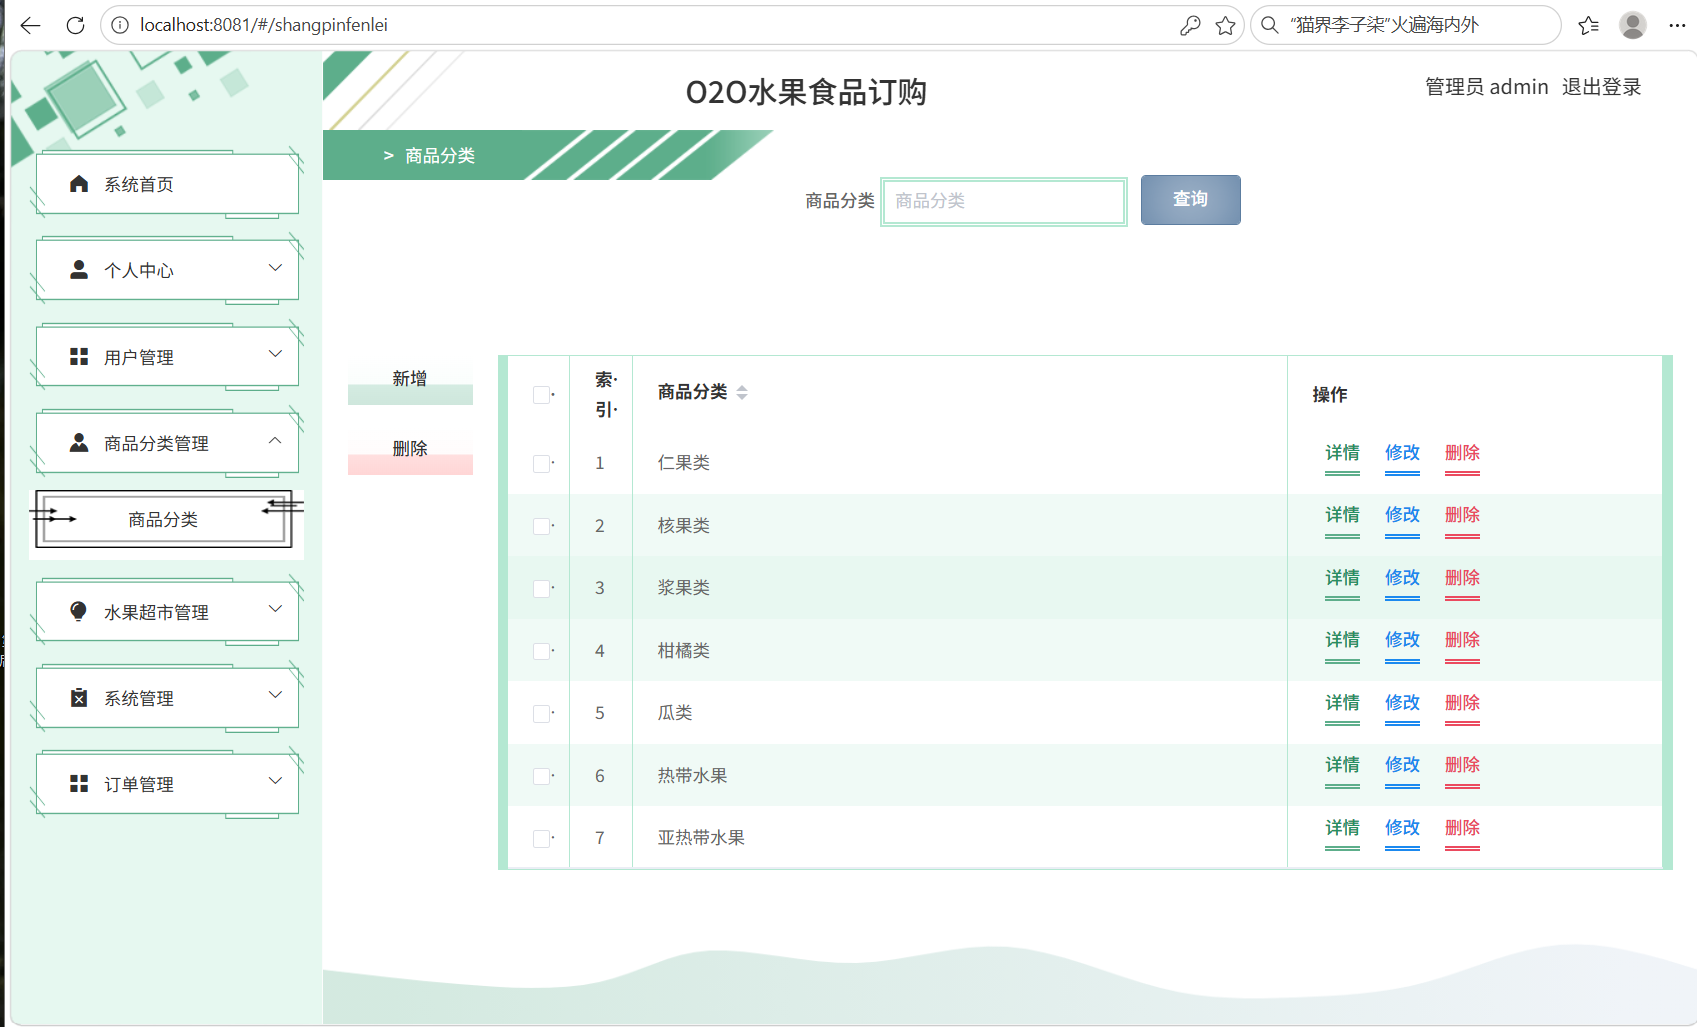 localhost:8081/#/shangpinfenlei
“猫界李子柒”火遍海内外
O2O水果食品订购
管理员 admin 退出登录
> 商品分类
系统首页
个人中心
用户管理
商品分类管理
商品分类
水果超市管理
系统管理
订单管理
商品分类 商品分类 查询
新增
删除
索引 商品分类 操作
1 仁果类 详情 修改 删除
2 核果类 详情 修改 删除
3 浆果类 详情 修改 删除
4 柑橘类 详情 修改 删除
5 瓜类 详情 修改 删除
6 热带水果 详情 修改 删除
7 亚热带水果 详情 修改 删除